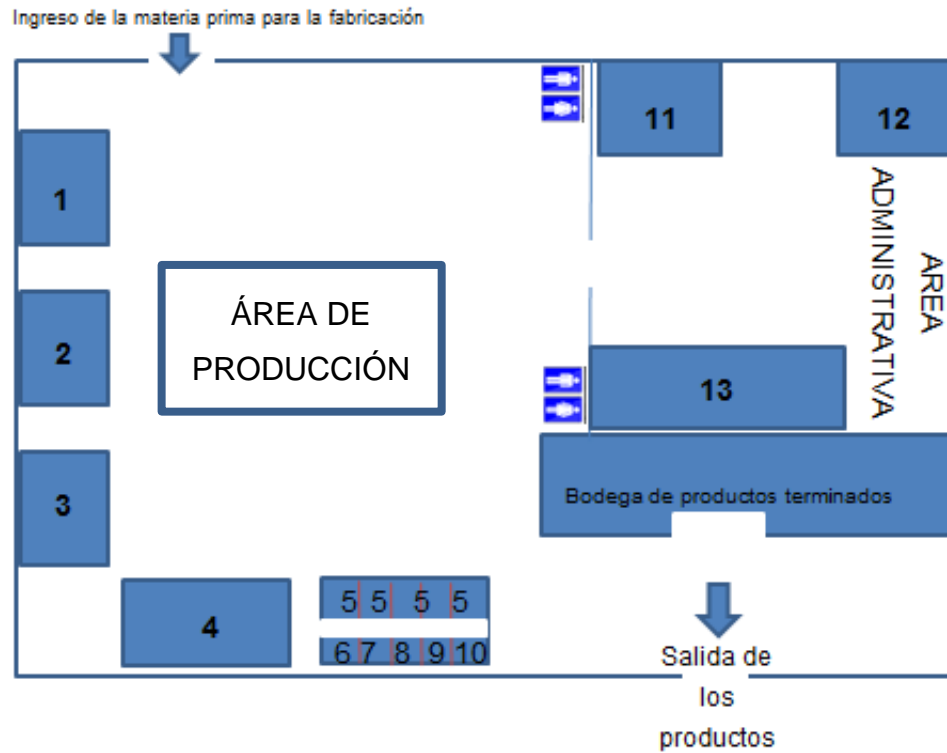 Ingreso de la materia prima para la fabricación
11
12
1
AREA
ADMINISTRATIVA
ÁREA DE
PRODUCCIÓN
2
13
3
Bodega de productos terminados
5 5 5 5
4
6 7 8 9 10
Salida de
los
productos